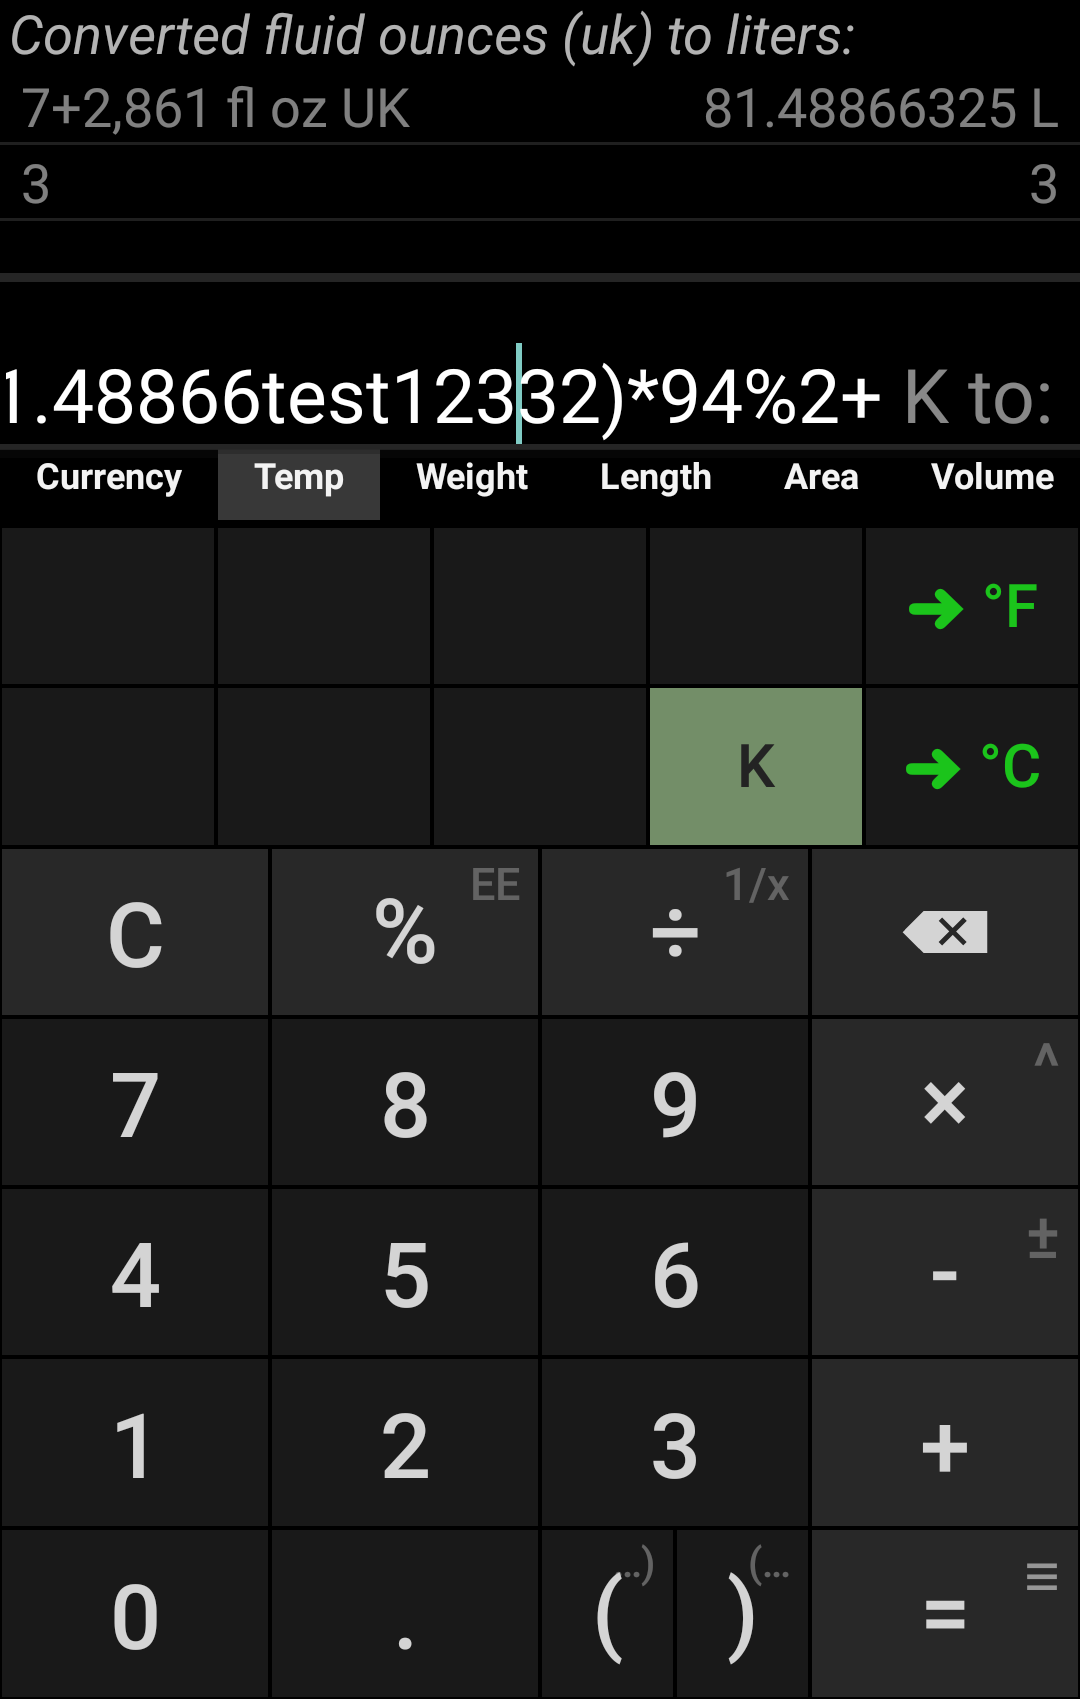 Converted fluid ounces (uk) to liters:
7+2,861 fl oz UK 81.48866325 L
3 3
1.48866test12332)*94%2+ K to:
Currency Temp Weight Length Area Volume
→ °F
K → °C
C % EE ÷ 1/x
7 8 9 × ^
4 5 6 - ±
1 2 3 +
0 . ( ..) ) (... = ≡